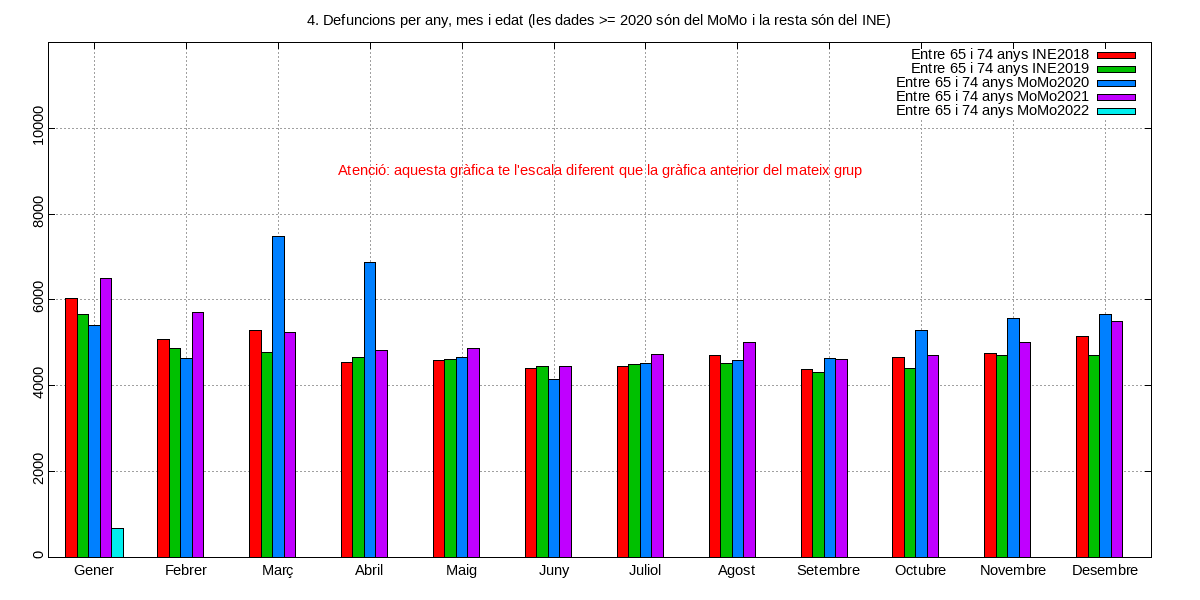 4. Defuncions per any, mes i edat (les dades >= 2020 són del MoMo i la resta són del INE)
Entre 65 i 74 anys INE2018
Entre 65 i 74 anys INE2019
Entre 65 i 74 anys MoMo2020
Entre 65 i 74 anys MoMo2021
Entre 65 i 74 anys MoMo2022
Atenció: aquesta gràfica te l'escala diferent que la gràfica anterior del mateix grup
10000
8000
6000
4000
2000
0
Gener Febrer Març Abril Maig Juny Juliol Agost Setembre Octubre Novembre Desembre